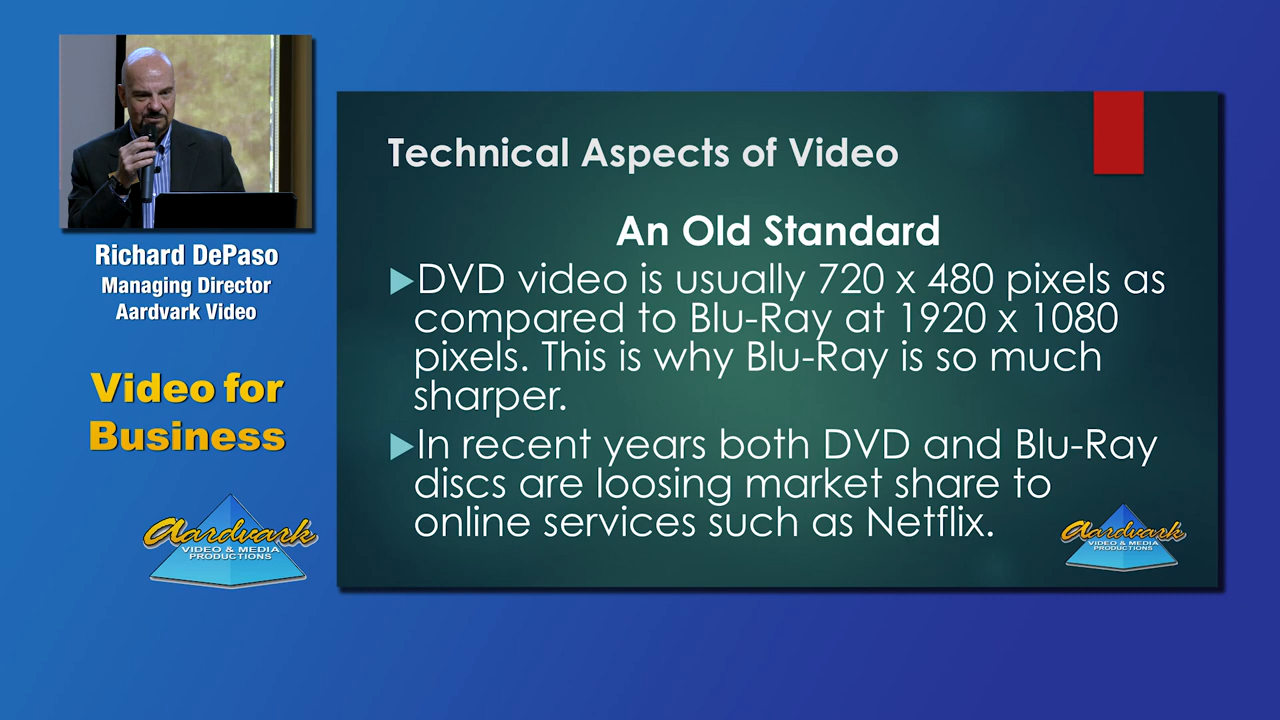 Richard DePaso
Managing Director
Aardvark Video
Video for
Business
Aardvark
VIDEO & MEDIA
PRODUCTIONS
Technical Aspects of Video
An Old Standard
DVD video is usually 720 x 480 pixels as
compared to Blu-Ray at 1920 x 1080
pixels. This is why Blu-Ray is so much
sharper.
In recent years both DVD and Blu-Ray
discs are loosing market share to
online services such as Netflix.
Aardvark
VIDEO & MEDIA
PRODUCTIONS